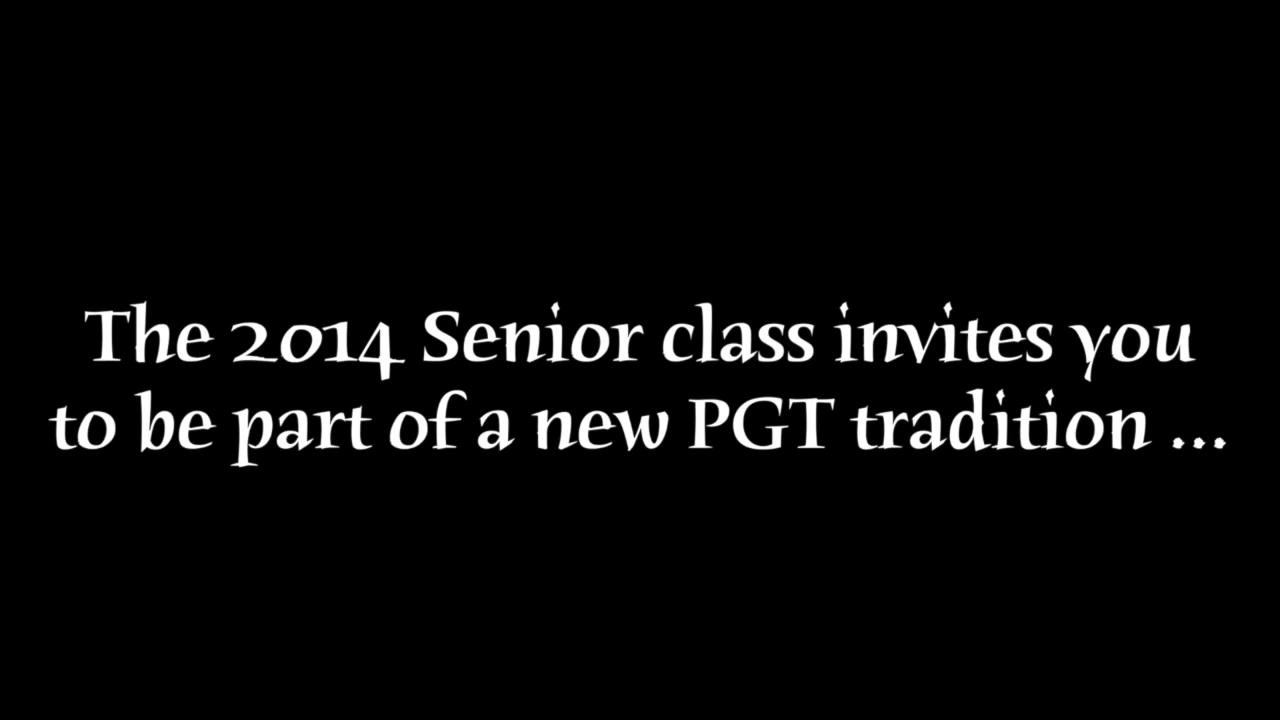 The 2014 Senior class invites you
to be part of a new PGT tradition ...